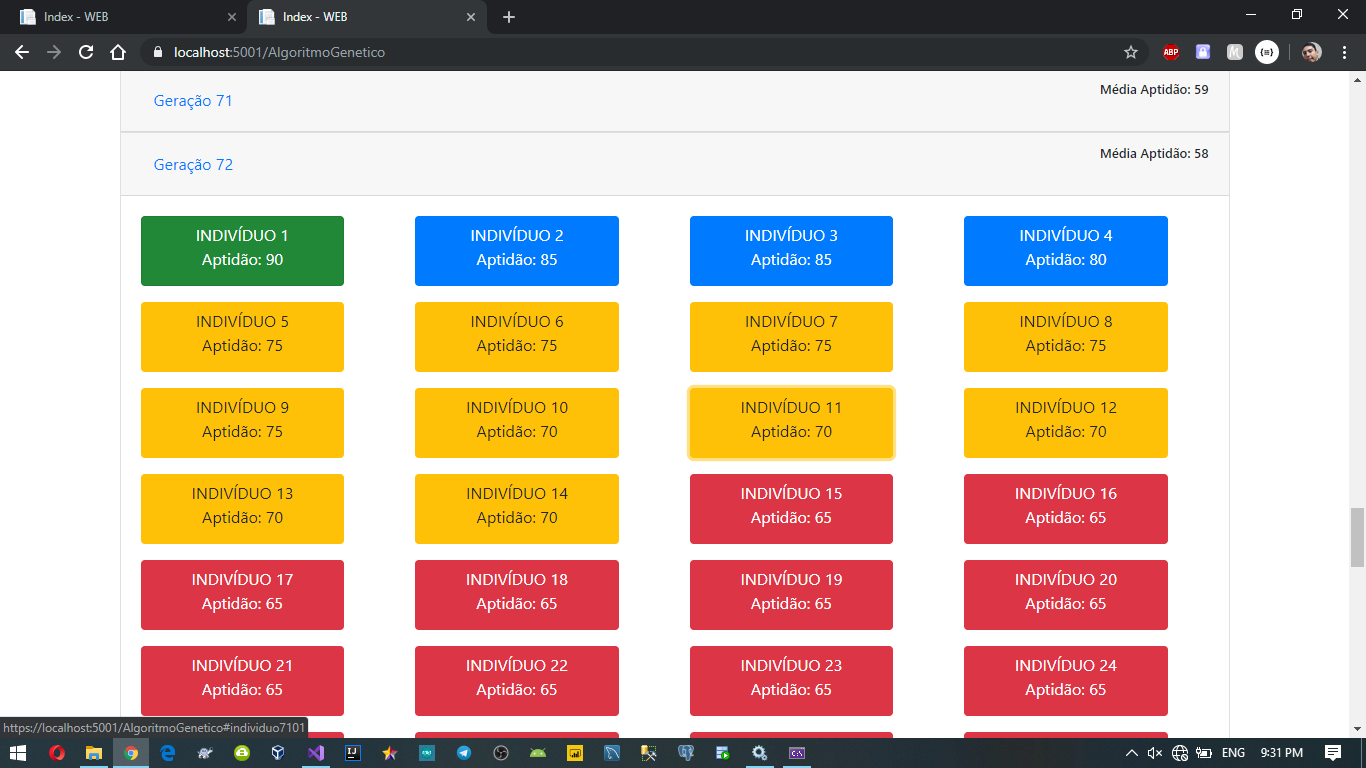 Index - WEB
Index - WEB
localhost:5001/AlgoritmoGenetico
ABP
M
Geração 71
Média Aptidão: 59
Geração 72
Média Aptidão: 58
INDIVÍDUO 1
Aptidão: 90
INDIVÍDUO 2
Aptidão: 85
INDIVÍDUO 3
Aptidão: 85
INDIVÍDUO 4
Aptidão: 80
INDIVÍDUO 5
Aptidão: 75
INDIVÍDUO 6
Aptidão: 75
INDIVÍDUO 7
Aptidão: 75
INDIVÍDUO 8
Aptidão: 75
INDIVÍDUO 9
Aptidão: 75
INDIVÍDUO 10
Aptidão: 70
INDIVÍDUO 11
Aptidão: 70
INDIVÍDUO 12
Aptidão: 70
INDIVÍDUO 13
Aptidão: 70
INDIVÍDUO 14
Aptidão: 70
INDIVÍDUO 15
Aptidão: 65
INDIVÍDUO 16
Aptidão: 65
INDIVÍDUO 17
Aptidão: 65
INDIVÍDUO 18
Aptidão: 65
INDIVÍDUO 19
Aptidão: 65
INDIVÍDUO 20
Aptidão: 65
INDIVÍDUO 21
Aptidão: 65
INDIVÍDUO 22
Aptidão: 65
INDIVÍDUO 23
Aptidão: 65
INDIVÍDUO 24
Aptidão: 65
https://localhost:5001/AlgoritmoGenetico#individuo7101
ENG
9:31 PM